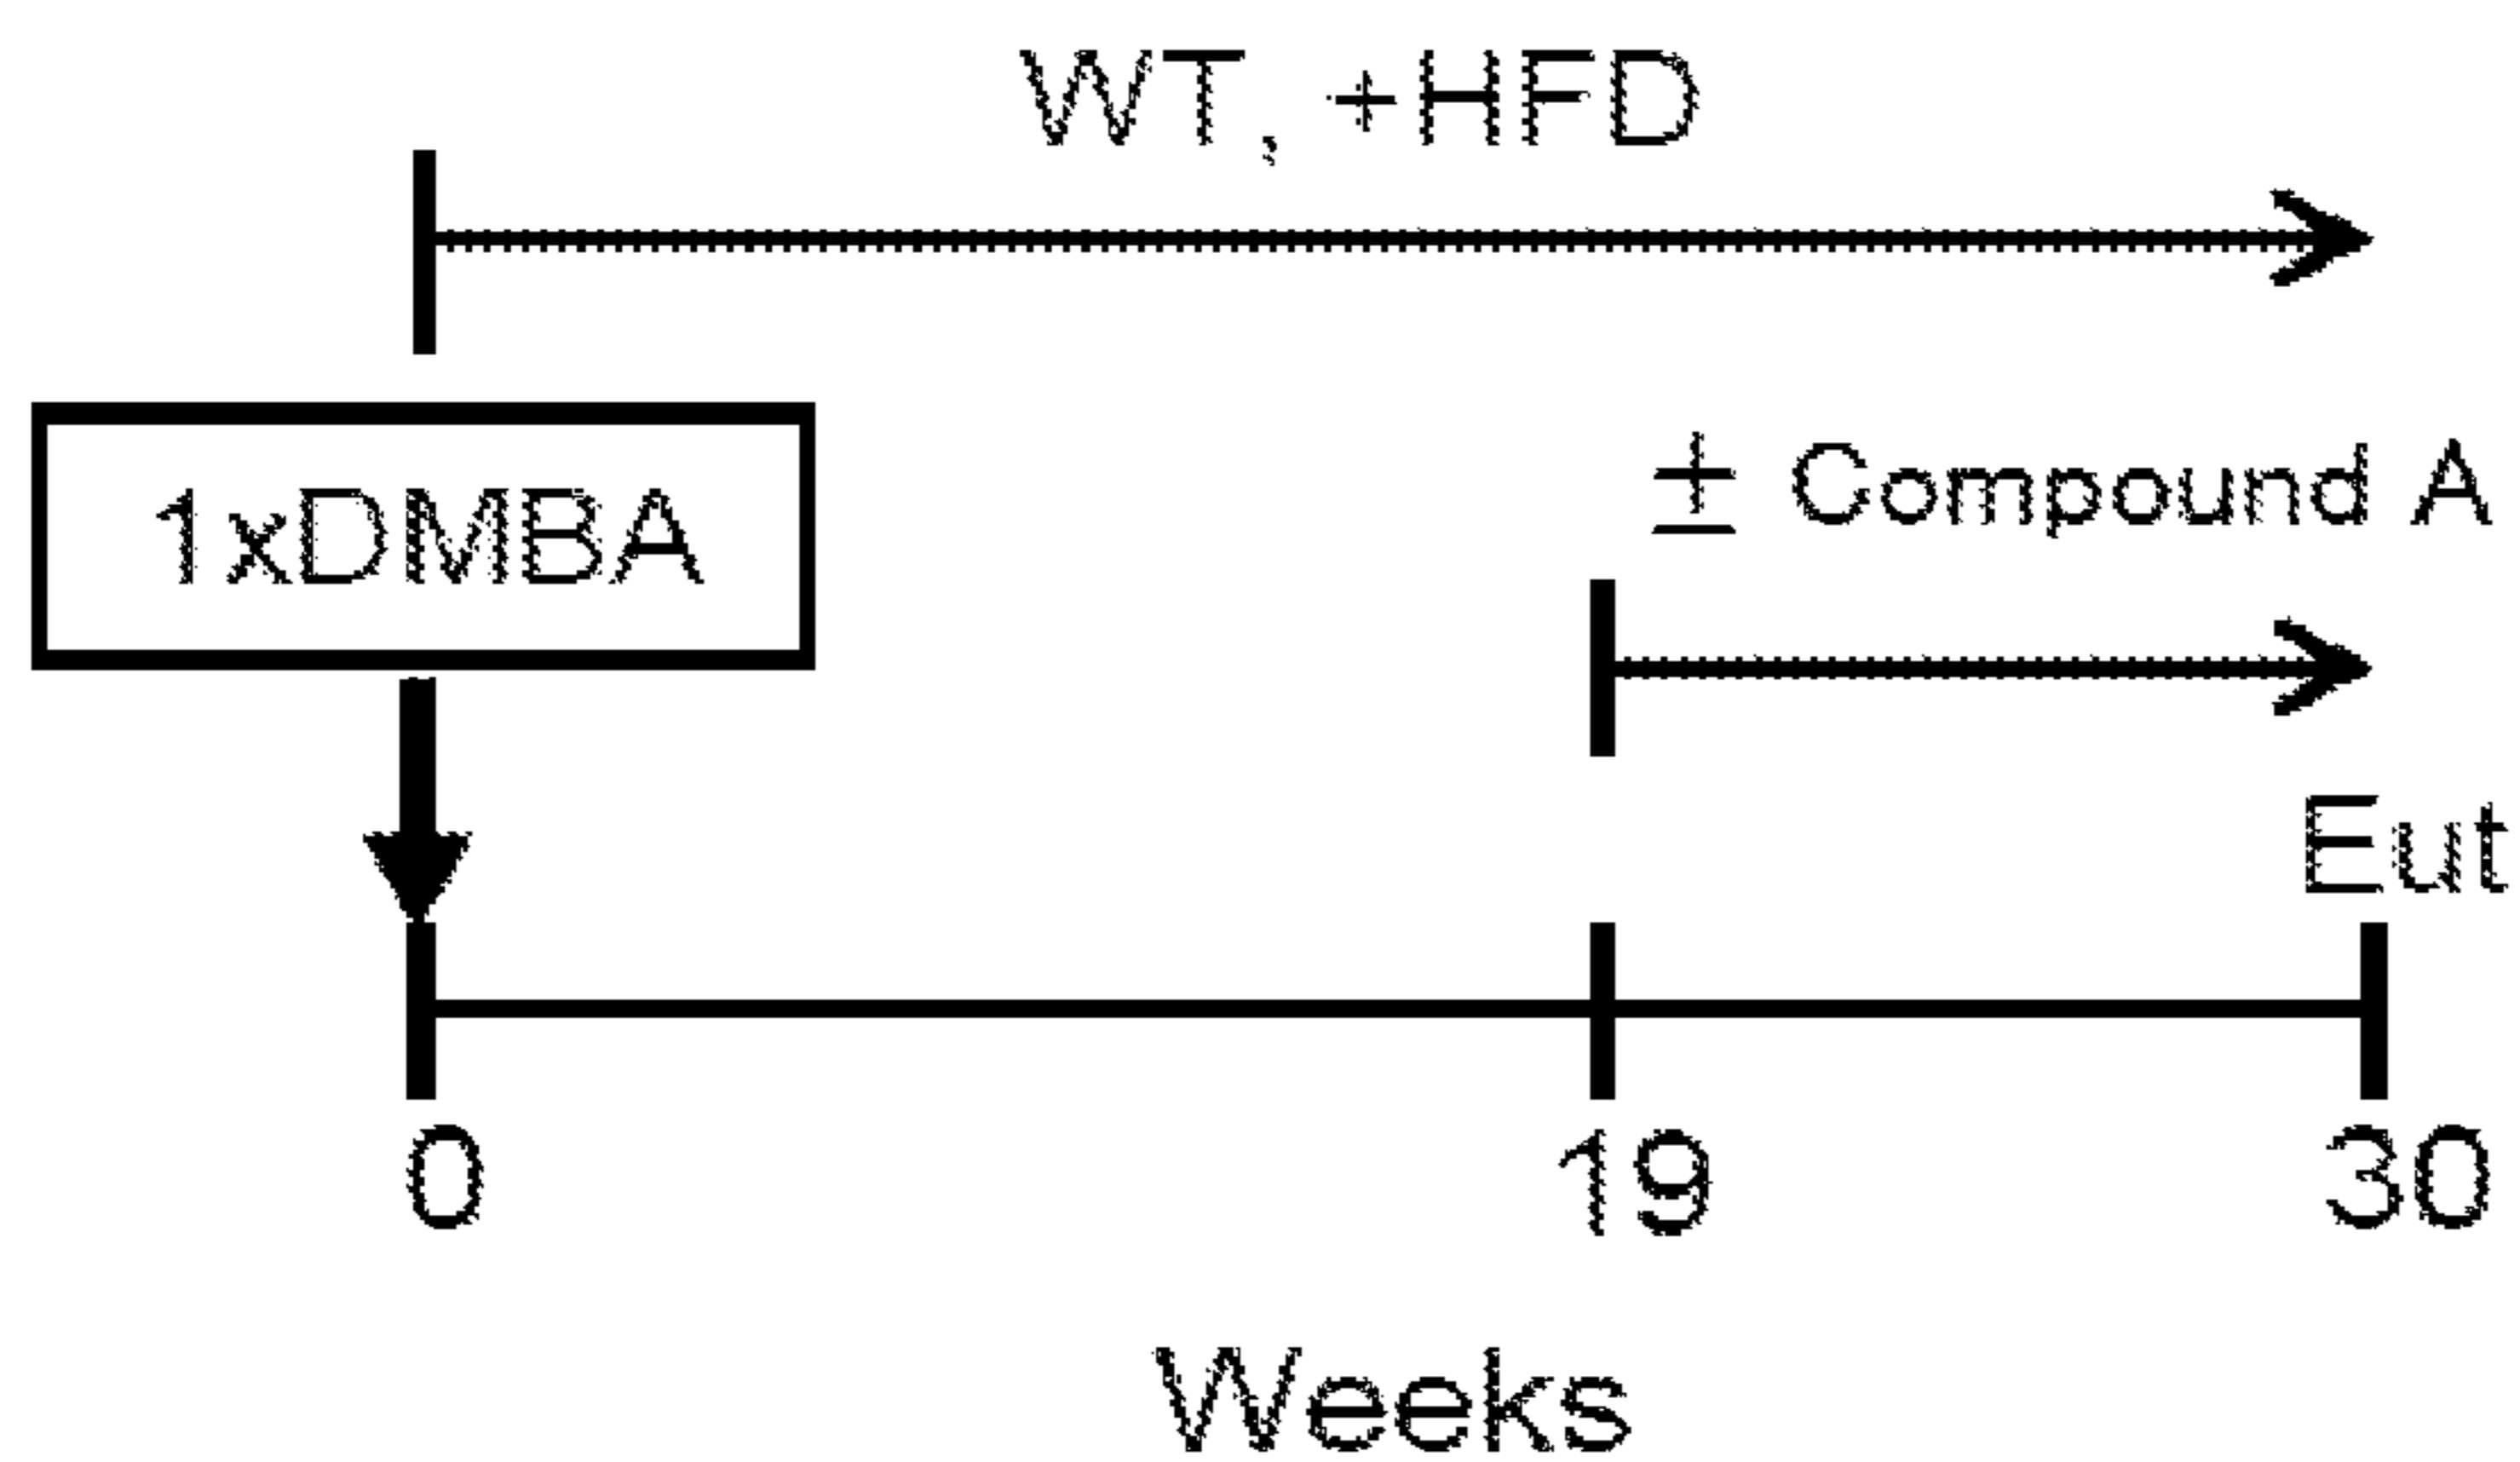 WT, +HFD
1xDMBA
± Compound A
Eut
0 19 30
Weeks